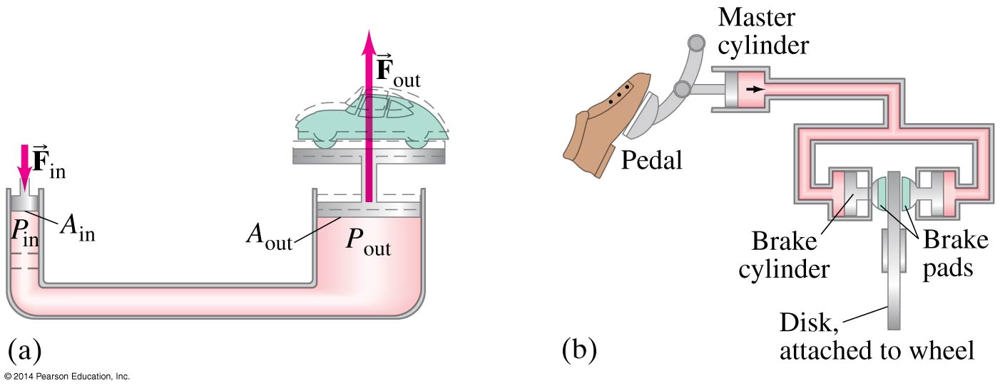 F⃗out
F⃗in
Ain
Pin
Aout
Pout
(a)
© 2014 Pearson Education, Inc.
Master
cylinder
Pedal
Brake
cylinder
Brake
pads
Disk,
attached to wheel
(b)